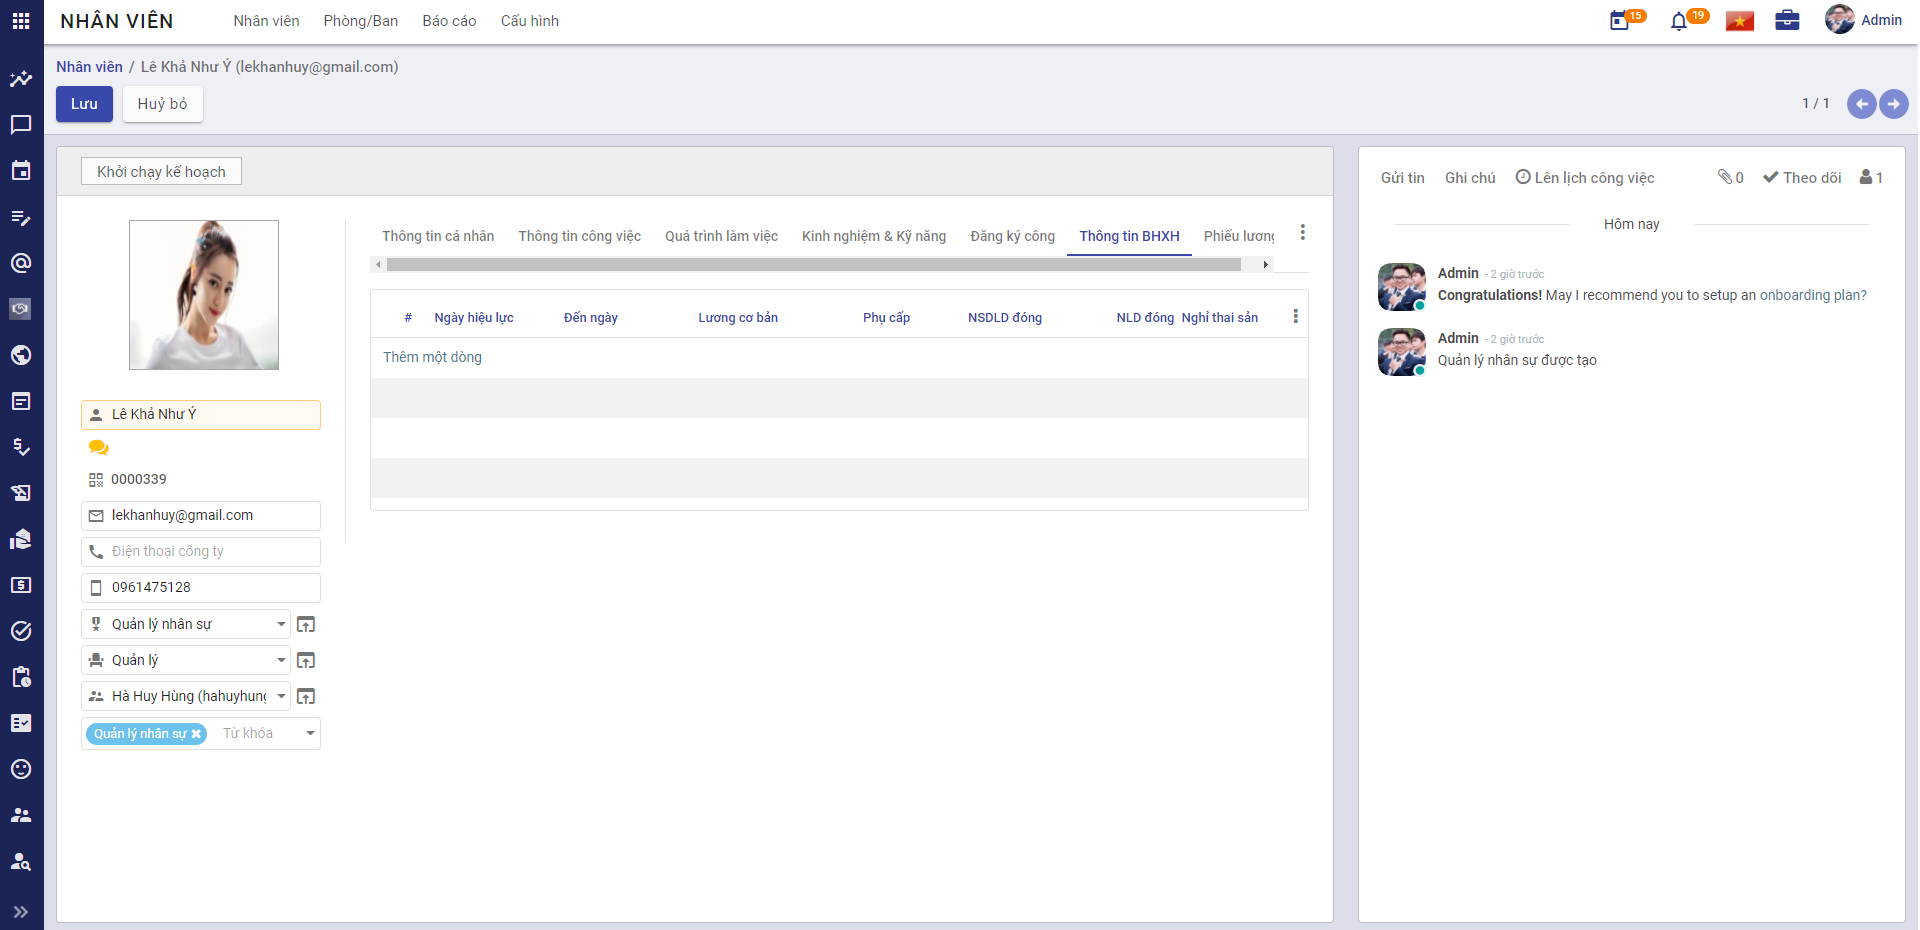 NHÂN VIÊN
Nhân viên Phòng/Ban Báo cáo Cấu hình
15
19
Admin
Nhân viên / Lê Khả Như Ý (lekhanhuy@gmail.com)
Lưu Huỷ bỏ
1 / 1
Khởi chạy kế hoạch
Thông tin cá nhân Thông tin công việc Quá trình làm việc Kinh nghiệm & Kỹ năng Đăng ký công Thông tin BHXH Phiếu lương
# Ngày hiệu lực Đến ngày Lương cơ bản Phụ cấp NSDLD đóng NLD đóng Nghỉ thai sản
Thêm một dòng
Lê Khả Như Ý
0000339
lekhanhuy@gmail.com
Điện thoại công ty
0961475128
Quản lý nhân sự
Quản lý
Hà Huy Hùng (hahuyhung
Quản lý nhân sự Từ khóa
Gửi tin Ghi chú Lên lịch công việc 0 Theo dõi 1
Hôm nay
Admin - 2 giờ trước
Congratulations! May I recommend you to setup an onboarding plan?
Admin - 2 giờ trước
Quản lý nhân sự được tạo